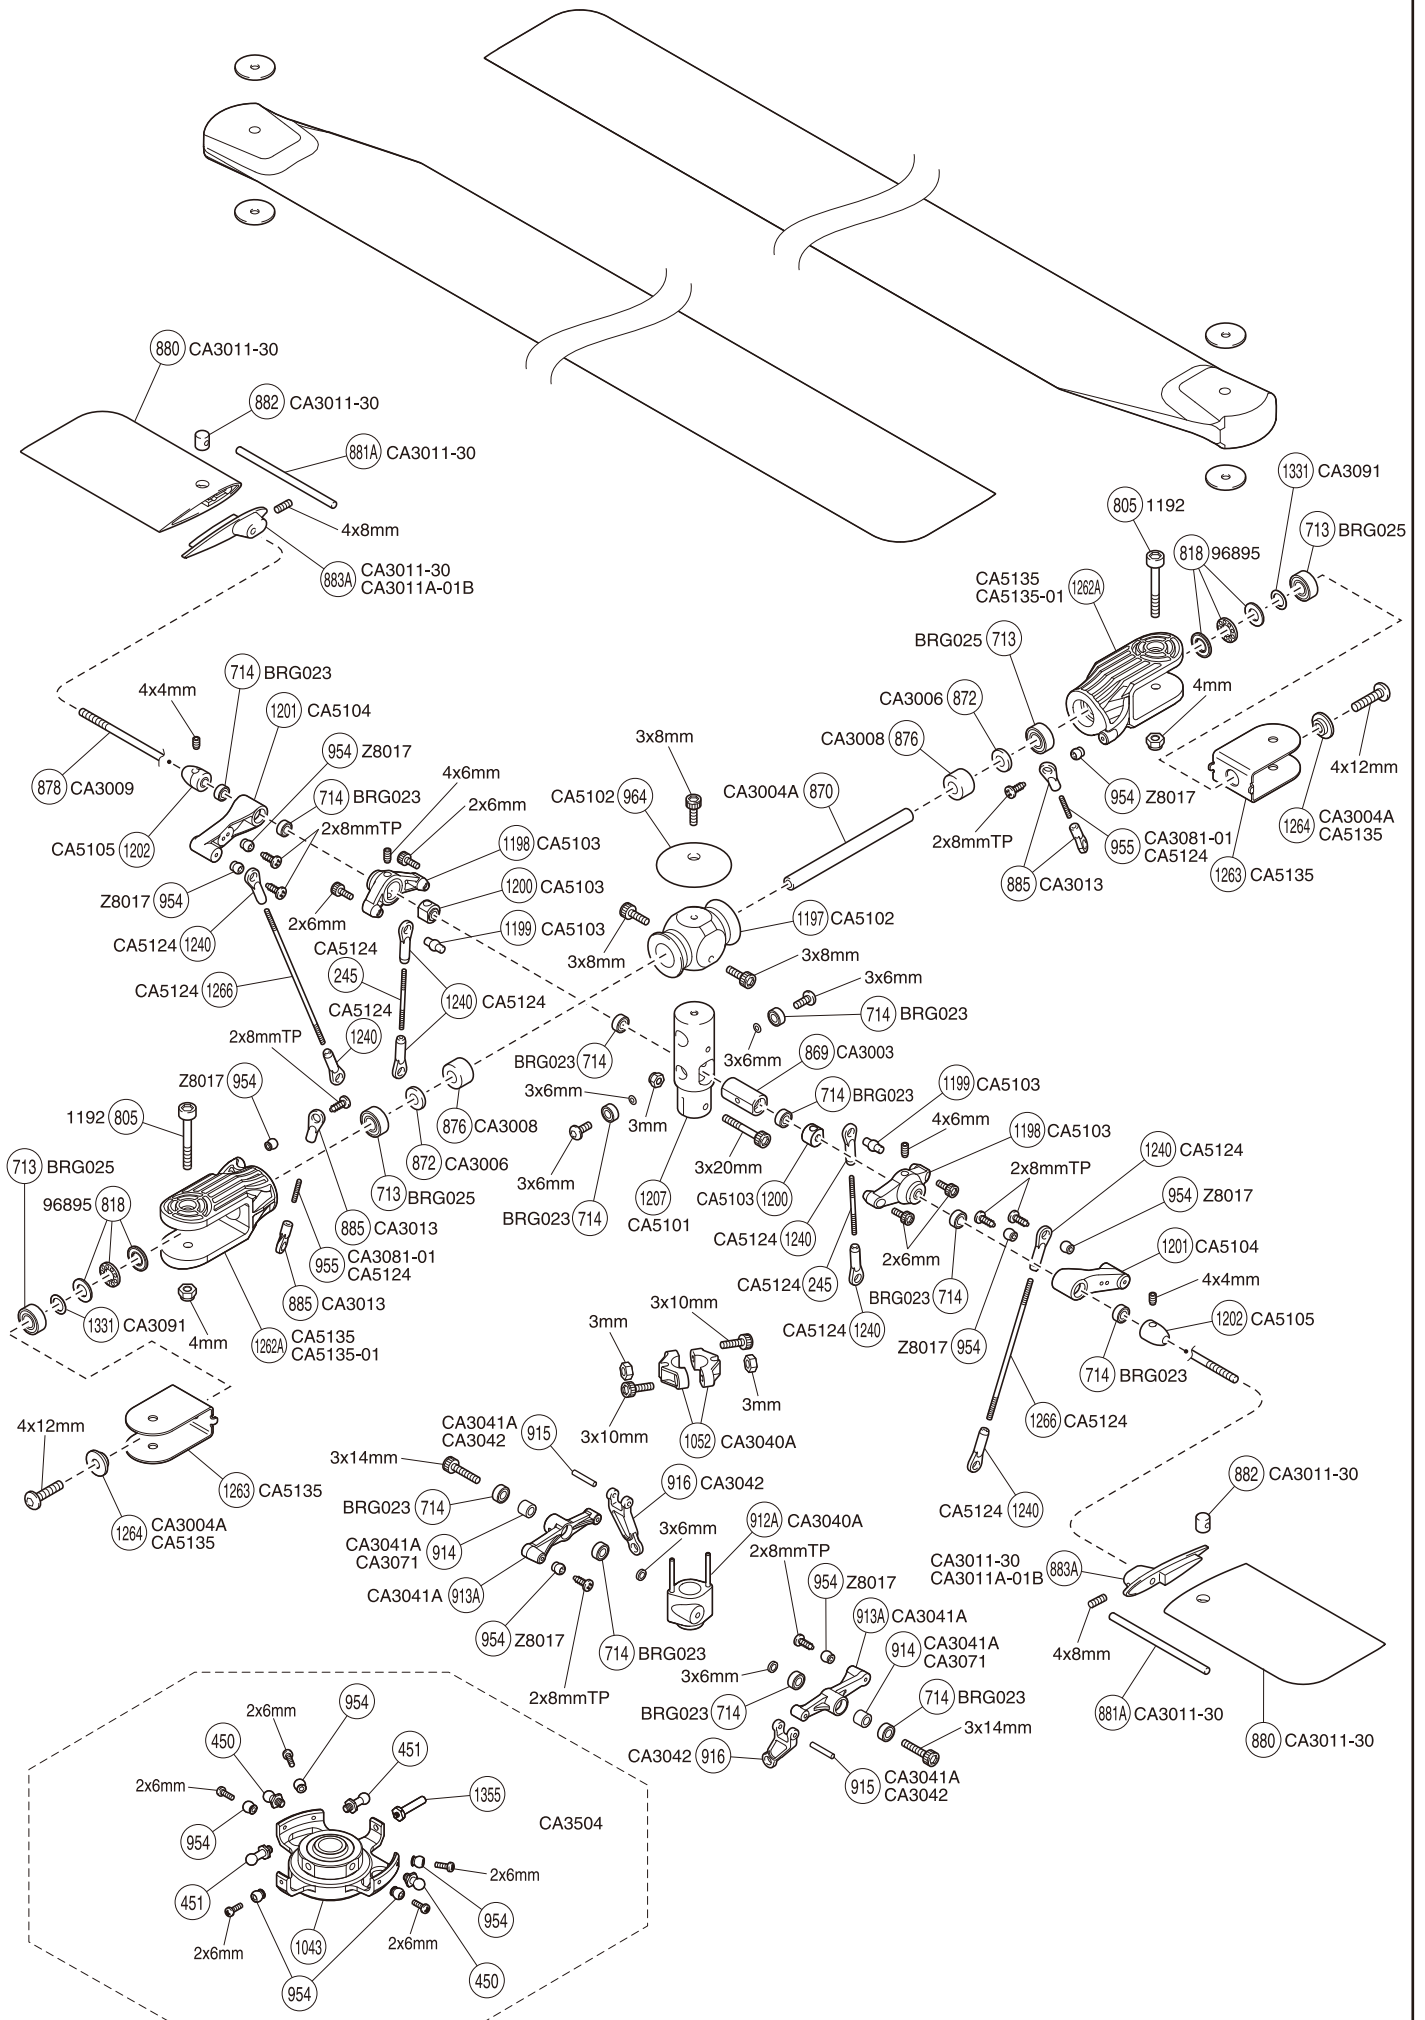 880 CA3011-30
882 CA3011-30
881A CA3011-30
4x8mm
883A CA3011-30
CA3011A-01B
1331 CA3091
805 1192
713 BRG025
818 96895
CA5135
CA5135-01 1262A
BRG025 713
4mm
CA3006 872
CA3008 876
714 BRG023
4x4mm
1201 CA5104
954 Z8017
878 CA3009
714 BRG023
4x6mm
2x6mm
2x8mmTP
3x8mm
CA5102 964
CA3004A 870
2x8mmTP
954 Z8017
4x12mm
1264 CA3004A
CA5135
955 CA3081-01
CA5124
885 CA3013
1263 CA5135
CA5105 1202
1198 CA5103
Z8017 954
2x6mm
1200 CA5103
1199 CA5103
1197 CA5102
CA5124 1240
CA5124
245
3x8mm
3x8mm
3x6mm
CA5124 1266
CA5124
1240
1240 CA5124
714 BRG023
2x8mmTP
BRG023 714
3x6mm
869 CA3003
Z8017 954
3x6mm
3mm
714 BRG023
1199 CA5103
1192 805
876 CA3008
4x6mm
1198 CA5103
713 BRG025
872 CA3006
3x6mm
3x20mm
2x8mmTP
1240 CA5124
96895 818
713 BRG025
BRG023 714
1207
CA5101
CA5103 1200
954 Z8017
885 CA3013
CA5124 1240
2x6mm
1201 CA5104
955 CA3081-01
CA5124
CA5124 245
BRG023 714
4x4mm
885 CA3013
1331 CA3091
4mm
1262A CA5135
CA5135-01
3x10mm
3mm
CA5124 1240
Z8017 954
1202 CA5105
714 BRG023
3mm
3x10mm
1052 CA3040A
1266 CA5124
4x12mm
1263 CA5135
1264 CA3004A
CA5135
CA3041A
CA3042 915
3x14mm
916 CA3042
BRG023 714
3x6mm
912A CA3040A
CA5124 1240
882 CA3011-30
CA3041A
CA3071 914
2x8mmTP
CA3011-30
CA3011A-01B 883A
CA3041A 913A
954 Z8017
913A CA3041A
954 Z8017
714 BRG023
914 CA3041A
CA3071
4x8mm
3x6mm
2x8mmTP
BRG023 714
714 BRG023
881A CA3011-30
3x14mm
880 CA3011-30
CA3042 916
915 CA3041A
CA3042
954
2x6mm
450
451
2x6mm
1355
CA3504
954
2x6mm
451
954
2x6mm
1043
2x6mm
450
954